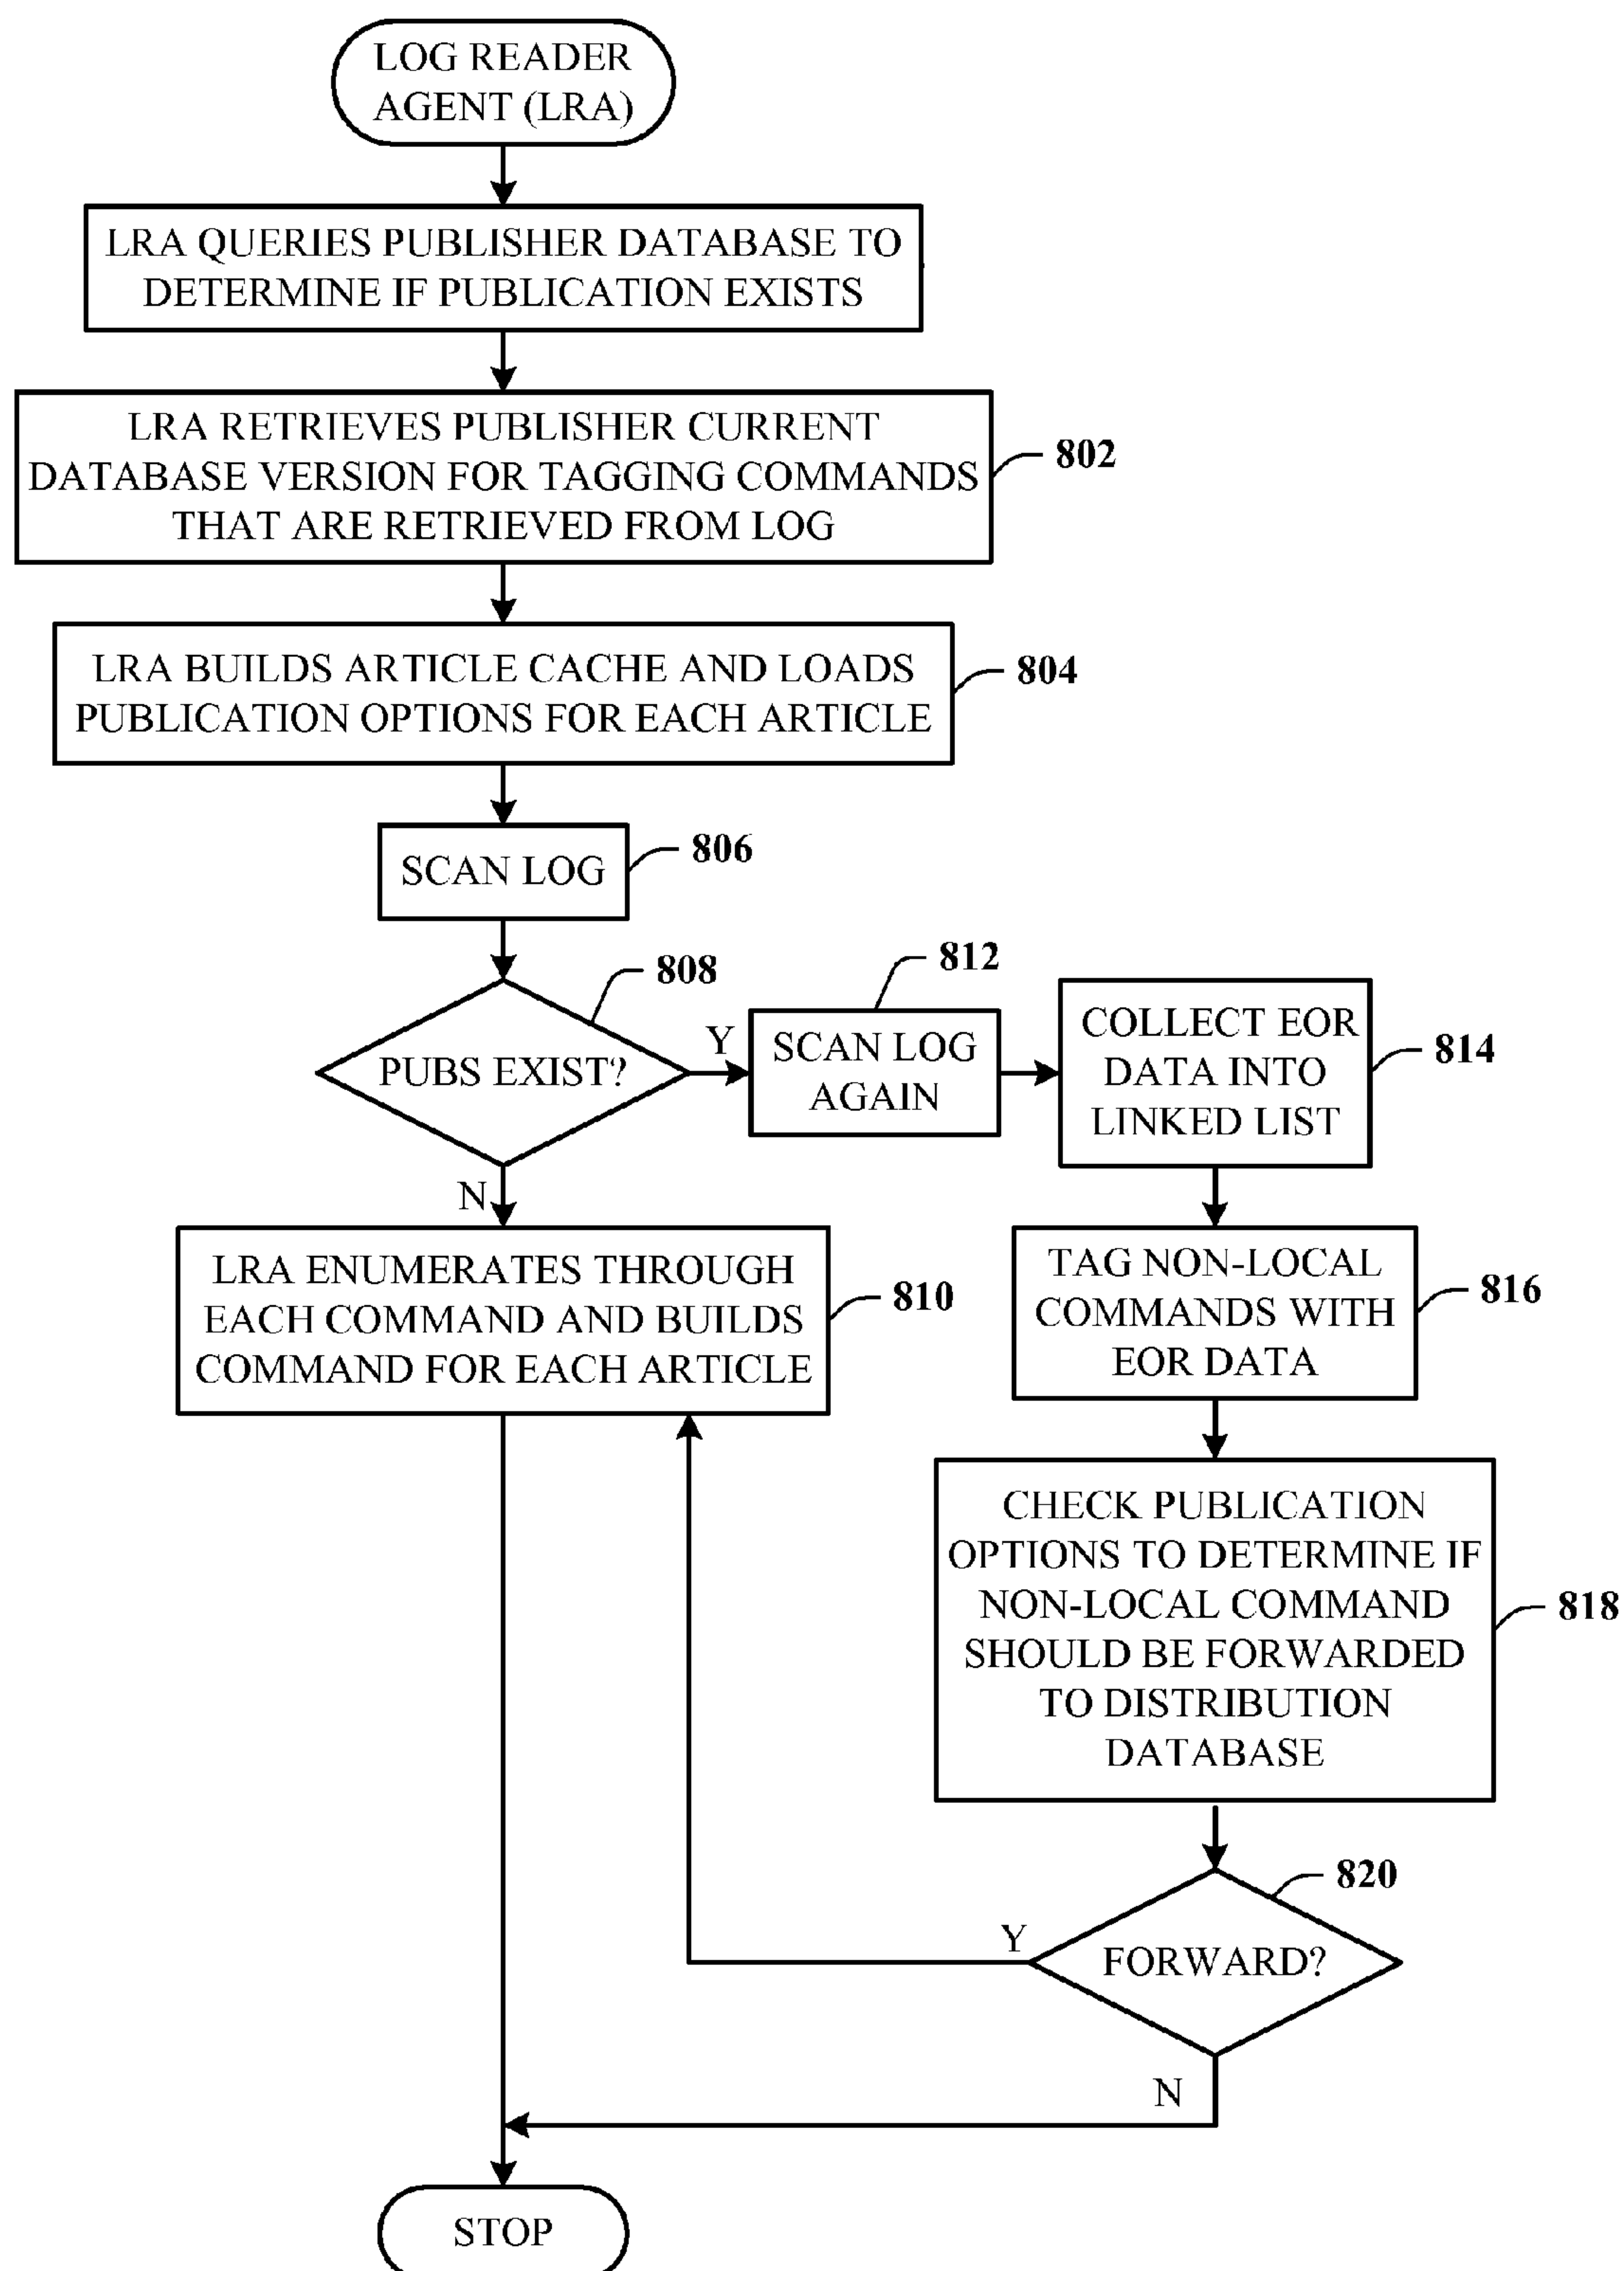 LOG READER
AGENT (LRA)
LRA QUERIES PUBLISHER DATABASE TO
DETERMINE IF PUBLICATION EXISTS
LRA RETRIEVES PUBLISHER CURRENT
DATABASE VERSION FOR TAGGING COMMANDS
THAT ARE RETRIEVED FROM LOG
802
LRA BUILDS ARTICLE CACHE AND LOADS
PUBLICATION OPTIONS FOR EACH ARTICLE
804
SCAN LOG
806
PUBS EXIST?
808
Y
N
SCAN LOG
AGAIN
812
COLLECT EOR
DATA INTO
LINKED LIST
814
LRA ENUMERATES THROUGH
EACH COMMAND AND BUILDS
COMMAND FOR EACH ARTICLE
810
TAG NON-LOCAL
COMMANDS WITH
EOR DATA
816
CHECK PUBLICATION
OPTIONS TO DETERMINE IF
NON-LOCAL COMMAND
SHOULD BE FORWARDED
TO DISTRIBUTION
DATABASE
818
FORWARD?
820
Y
N
STOP